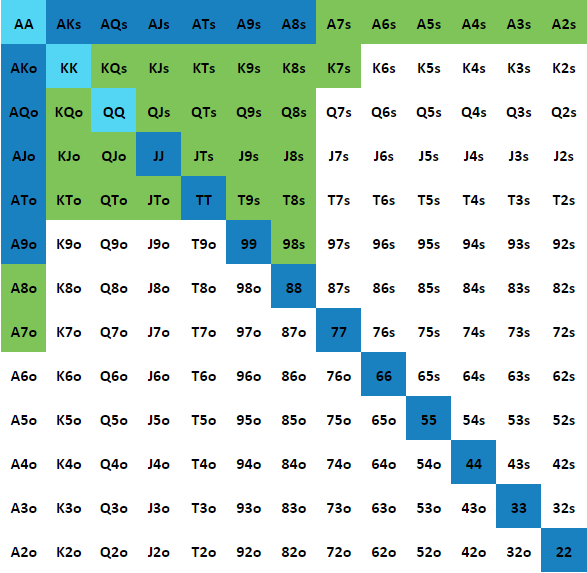 AA AKs AQs AJs ATs A9s A8s A7s A6s A5s A4s A3s A2s
AKo KK KQs KJs KTs K9s K8s K7s K6s K5s K4s K3s K2s
AQo KQo QQ QJs QTs Q9s Q8s Q7s Q6s Q5s Q4s Q3s Q2s
AJo KJo QJo JJ JTs J9s J8s J7s J6s J5s J4s J3s J2s
ATo KTo QTo JTo TT T9s T8s T7s T6s T5s T4s T3s T2s
A9o K9o Q9o J9o T9o 99 98s 97s 96s 95s 94s 93s 92s
A8o K8o Q8o J8o T8o 98o 88 87s 86s 85s 84s 83s 82s
A7o K7o Q7o J7o T7o 97o 87o 77 76s 75s 74s 73s 72s
A6o K6o Q6o J6o T6o 96o 86o 76o 66 65s 64s 63s 62s
A5o K5o Q5o J5o T5o 95o 85o 75o 65o 55 54s 53s 52s
A4o K4o Q4o J4o T4o 94o 84o 74o 64o 54o 44 43s 42s
A3o K3o Q3o J3o T3o 93o 83o 73o 63o 53o 43o 33 32s
A2o K2o Q2o J2o T2o 92o 82o 72o 62o 52o 42o 32o 22